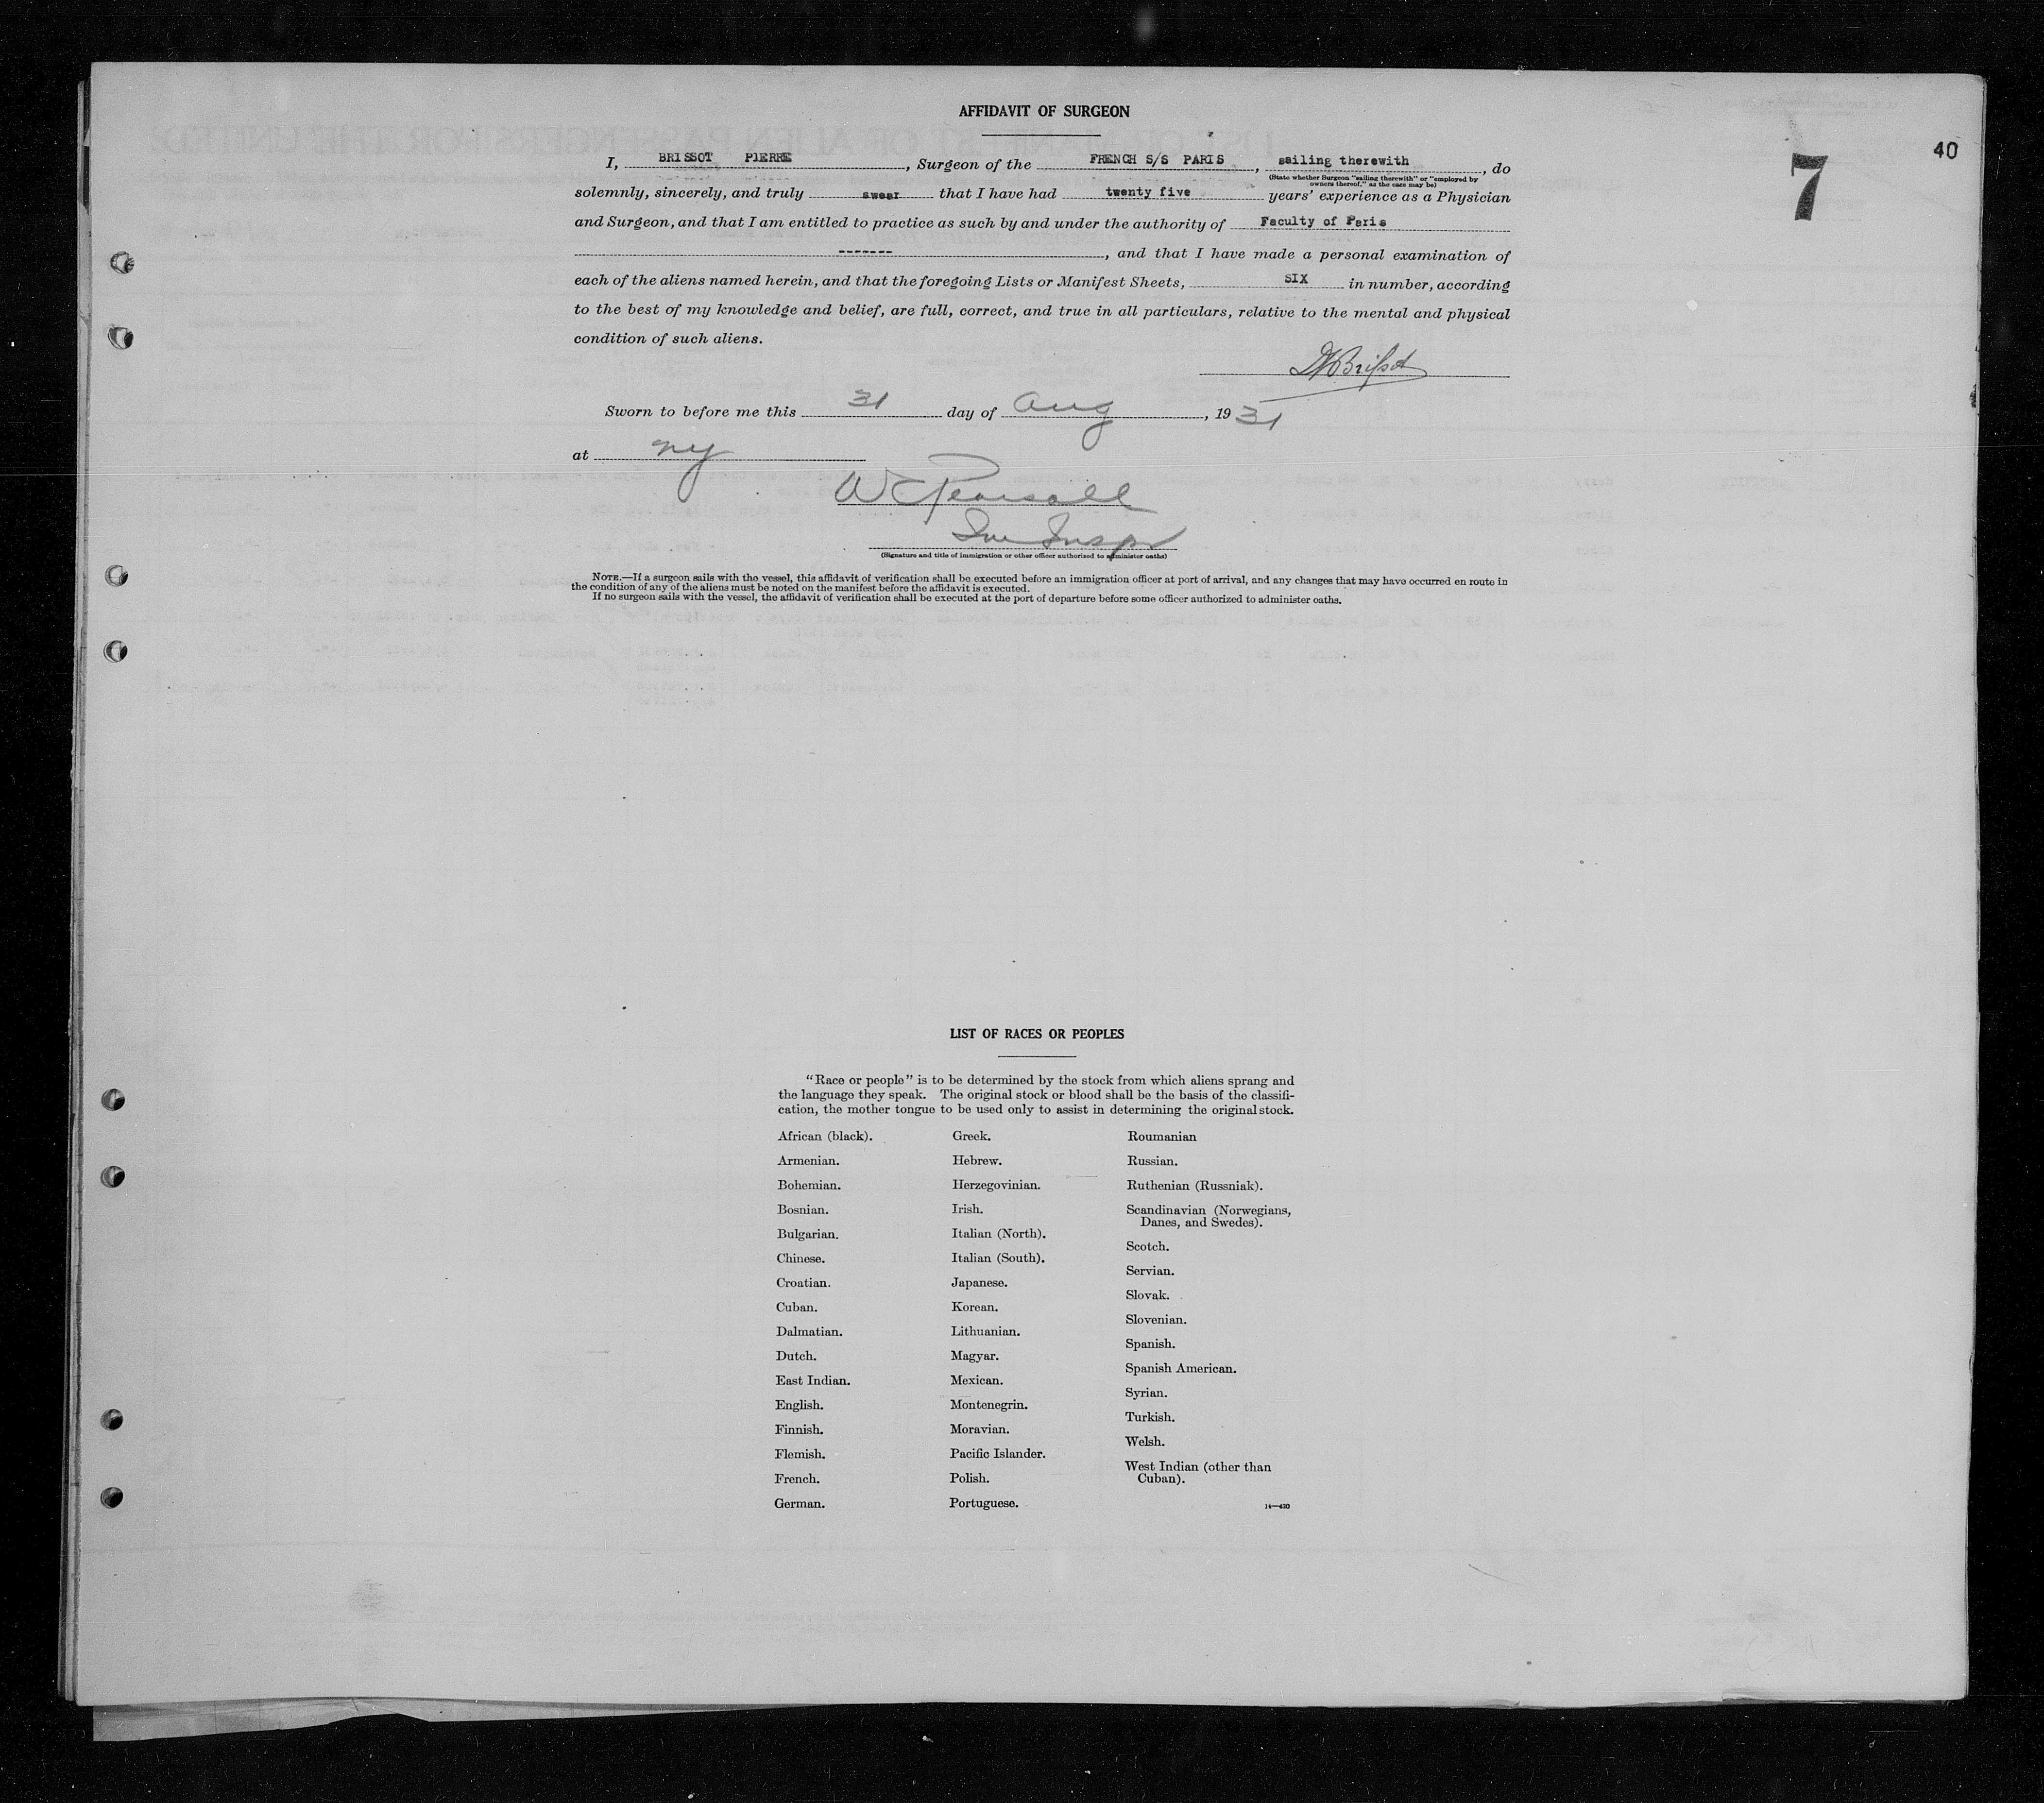 AFFIDAVIT OF SURGEON
40
7
I, BRISSOT PIERRE, Surgeon of the FRENCH S/S PARIS, sailing therewith, do
(State whether Surgeon "sailing therewith" or "employed by
owners thereof," as the case may be)
solemnly, sincerely, and truly swear that I have had twenty five years' experience as a Physician
and Surgeon, and that I am entitled to practice as such by and under the authority of Faculty of Paris
-------, and that I have made a personal examination of
each of the aliens named herein, and that the foregoing Lists or Manifest Sheets, SIX in number, according
to the best of my knowledge and belief, are full, correct, and true in all particulars, relative to the mental and physical
condition of such aliens.
Dr Brissot
Sworn to before me this 31 day of Aug, 1931
at NY
W C Pearsall
Imm Inspr
(Signature and title of immigration or other officer authorized to administer oaths)
NOTE.—If a surgeon sails with the vessel, this affidavit of verification shall be executed before an immigration officer at port of arrival, and any changes that may have occurred en route in
the condition of any of the aliens must be noted on the manifest before the affidavit is executed.
If no surgeon sails with the vessel, the affidavit of verification shall be executed at the port of departure before some officer authorized to administer oaths.
LIST OF RACES OR PEOPLES
"Race or people" is to be determined by the stock from which aliens sprang and
the language they speak. The original stock or blood shall be the basis of the classifi-
cation, the mother tongue to be used only to assist in determining the original stock.
African (black).
Armenian.
Bohemian.
Bosnian.
Bulgarian.
Chinese.
Croatian.
Cuban.
Dalmatian.
Dutch.
East Indian.
English.
Finnish.
Flemish.
French.
German.
Greek.
Hebrew.
Herzegovinian.
Irish.
Italian (North).
Italian (South).
Japanese.
Korean.
Lithuanian.
Magyar.
Mexican.
Montenegrin.
Moravian.
Pacific Islander.
Polish.
Portuguese.
Roumanian
Russian.
Ruthenian (Russniak).
Scandinavian (Norwegians,
Danes, and Swedes).
Scotch.
Servian.
Slovak.
Slovenian.
Spanish.
Spanish American.
Syrian.
Turkish.
Welsh.
West Indian (other than
Cuban).
14—430